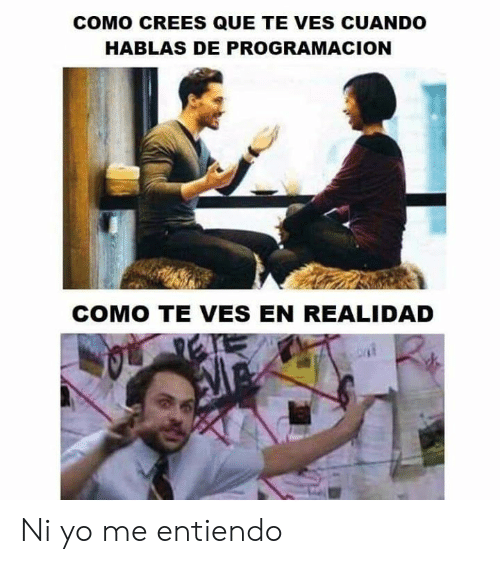 COMO CREES QUE TE VES CUANDO
HABLAS DE PROGRAMACION
COMO TE VES EN REALIDAD
Ni yo me entiendo